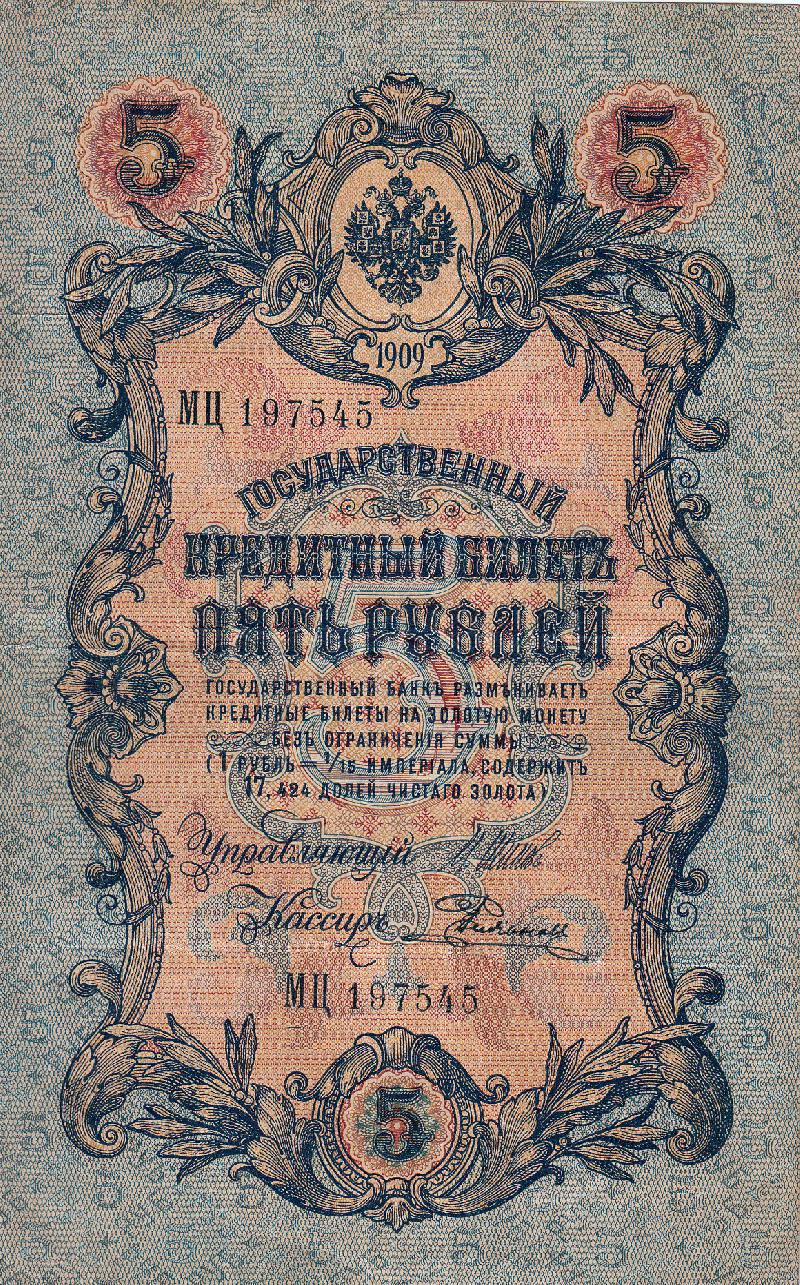 5 5
1909
МЦ 197545
ГОСУДАРСТВЕННЫЙ
КРЕДИТНЫЙ БИЛЕТЪ
ПЯТЬ РУБЛЕЙ
ГОСУДАРСТВЕННЫЙ БАНКЪ РАЗМѢНИВАЕТЪ
КРЕДИТНЫЕ БИЛЕТЫ НА ЗОЛОТУЮ МОНЕТУ
БЕЗЪ ОГРАНИЧЕНІЯ СУММЫ
(1 РУБЛЬ = 1/15 ИМПЕРІАЛА, СОДЕРЖИТЪ
17,424 ДОЛЕЙ ЧИСТАГО ЗОЛОТА)
Управляющій
Кассиръ
МЦ 197545
5